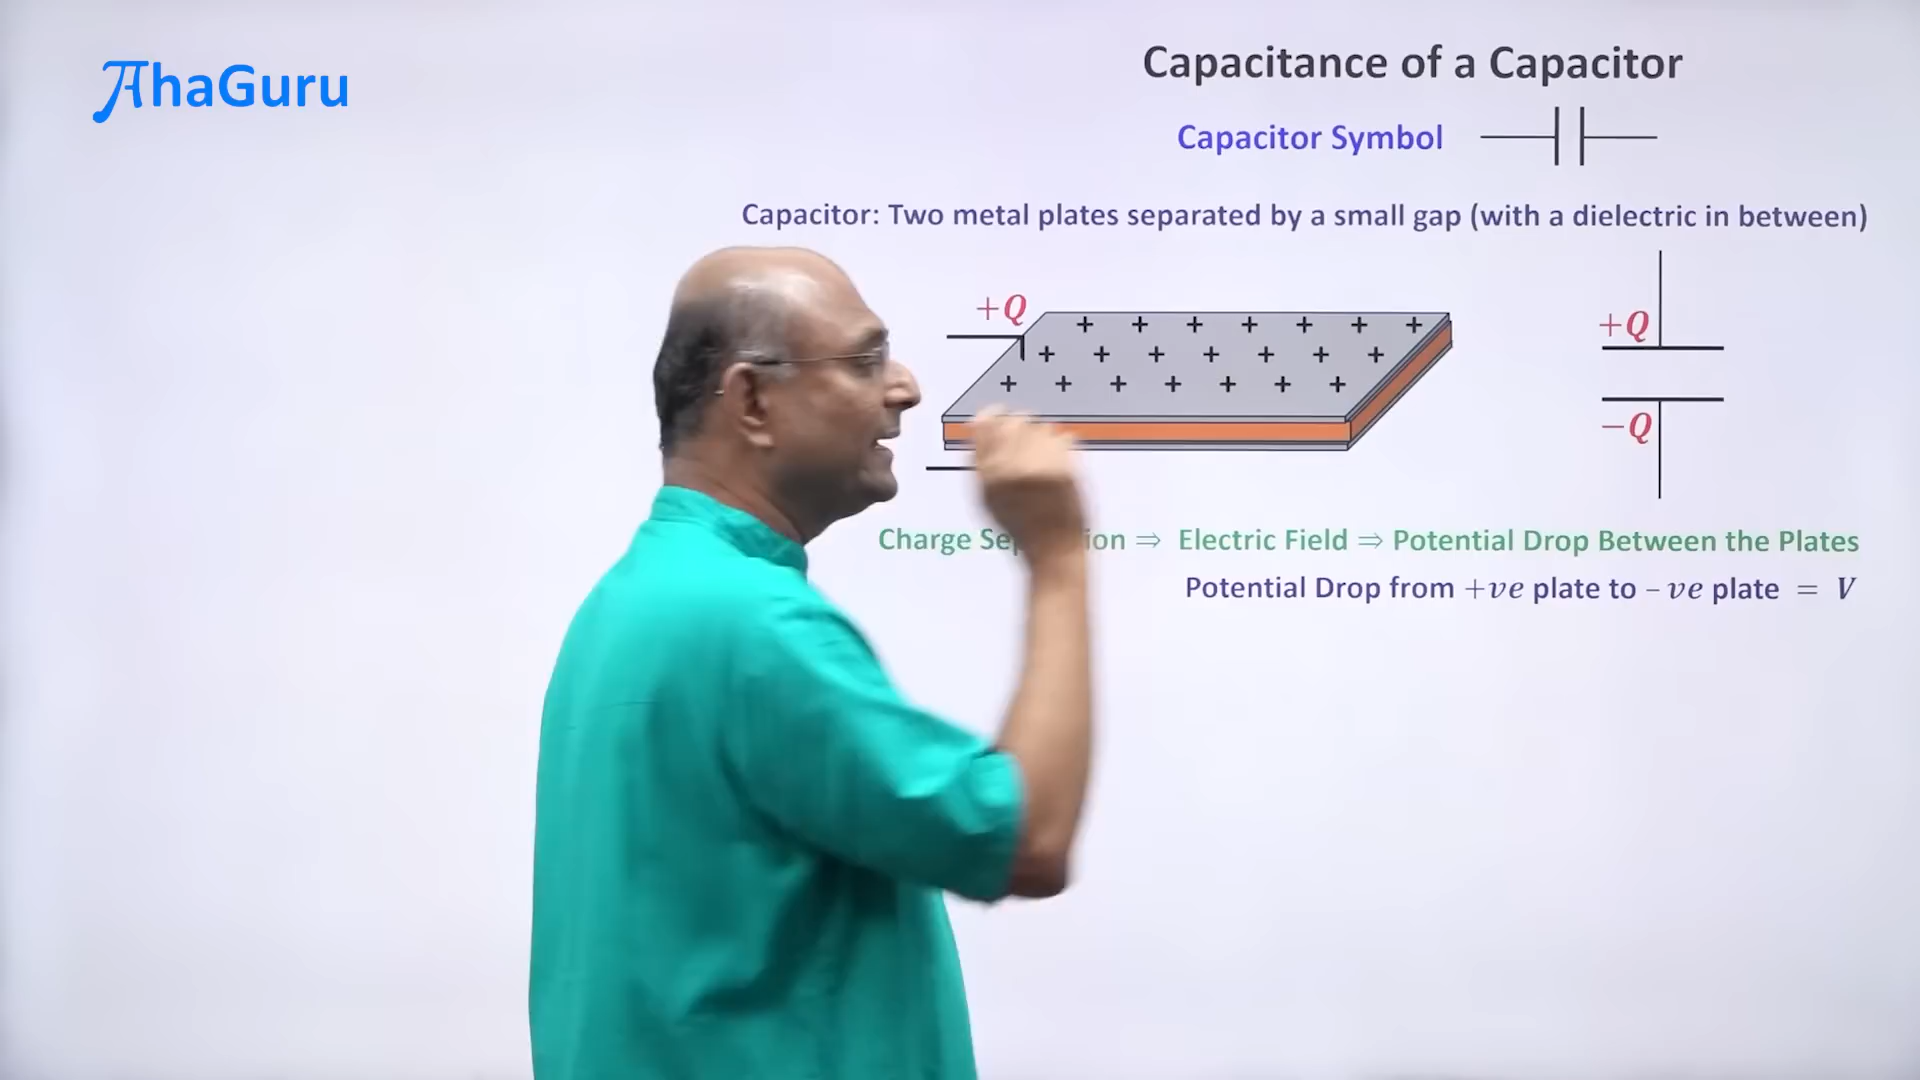 AhaGuru
Capacitance of a Capacitor
Capacitor Symbol
Capacitor: Two metal plates separated by a small gap (with a dielectric in between)
+Q
+ + + + + + +
+ + + + + + +
+ + + + + + +
+Q
−Q
Charge ⇒ Electric Field ⇒ Potential Drop Between the Plates
Potential Drop from +ve plate to – ve plate = V